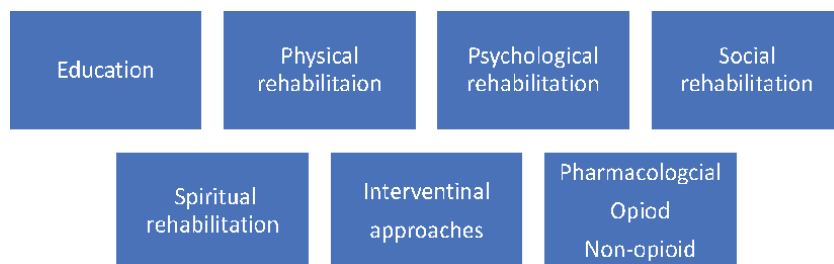 Education
Physical
rehabilitaion
Psychological
rehabilitation
Social
rehabilitation
Spiritual
rehabilitation
Interventinal
approaches
Pharmacologcial
Opiod
Non-opioid